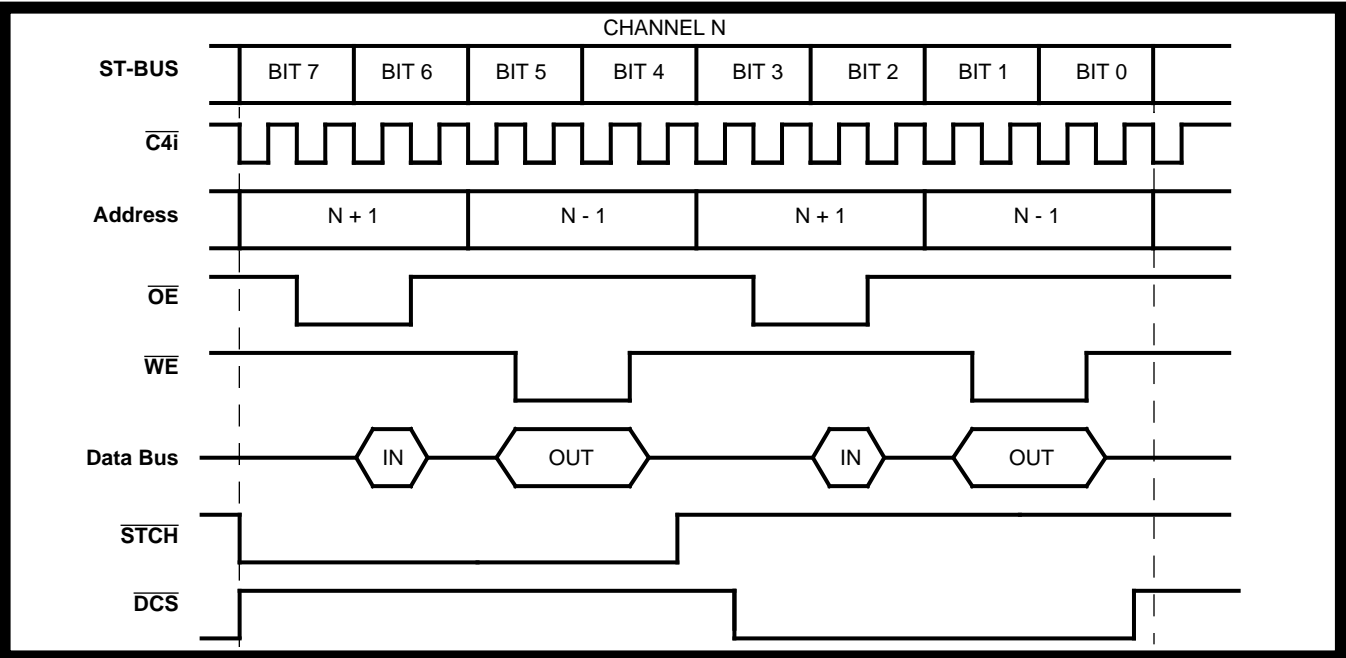 CHANNEL N
ST-BUS BIT 7 BIT 6 BIT 5 BIT 4 BIT 3 BIT 2 BIT 1 BIT 0
C4i
Address N + 1 N - 1 N + 1 N - 1
OE
WE
Data Bus IN OUT IN OUT
STCH
DCS